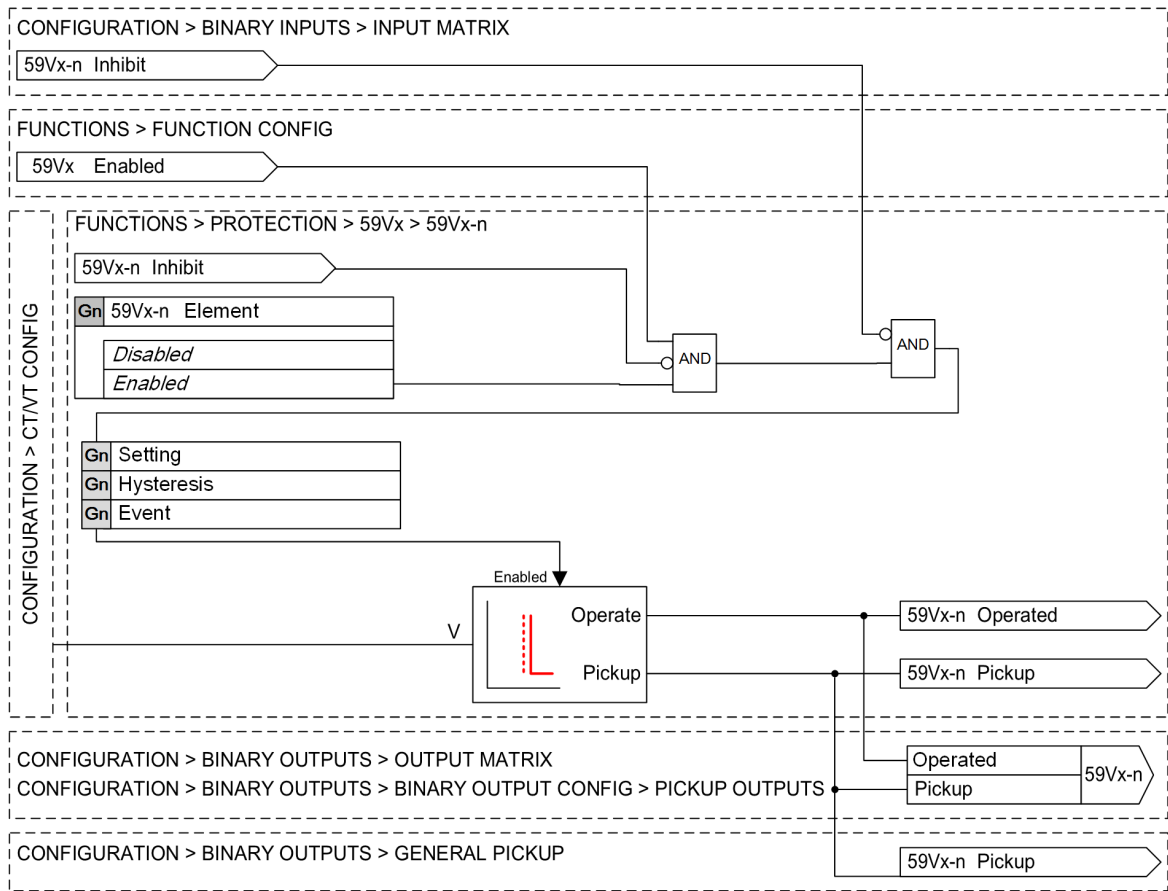 CONFIGURATION > BINARY INPUTS > INPUT MATRIX
59Vx-n Inhibit
FUNCTIONS > FUNCTION CONFIG
59Vx Enabled
CONFIGURATION > CT/VT CONFIG
FUNCTIONS > PROTECTION > 59Vx > 59Vx-n
59Vx-n Inhibit
Gn 59Vx-n Element
Disabled
Enabled
AND
AND
Gn Setting
Gn Hysteresis
Gn Event
Enabled
V
Operate
Pickup
59Vx-n Operated
59Vx-n Pickup
CONFIGURATION > BINARY OUTPUTS > OUTPUT MATRIX
CONFIGURATION > BINARY OUTPUTS > BINARY OUTPUT CONFIG > PICKUP OUTPUTS
Operated
Pickup
59Vx-n
CONFIGURATION > BINARY OUTPUTS > GENERAL PICKUP
59Vx-n Pickup